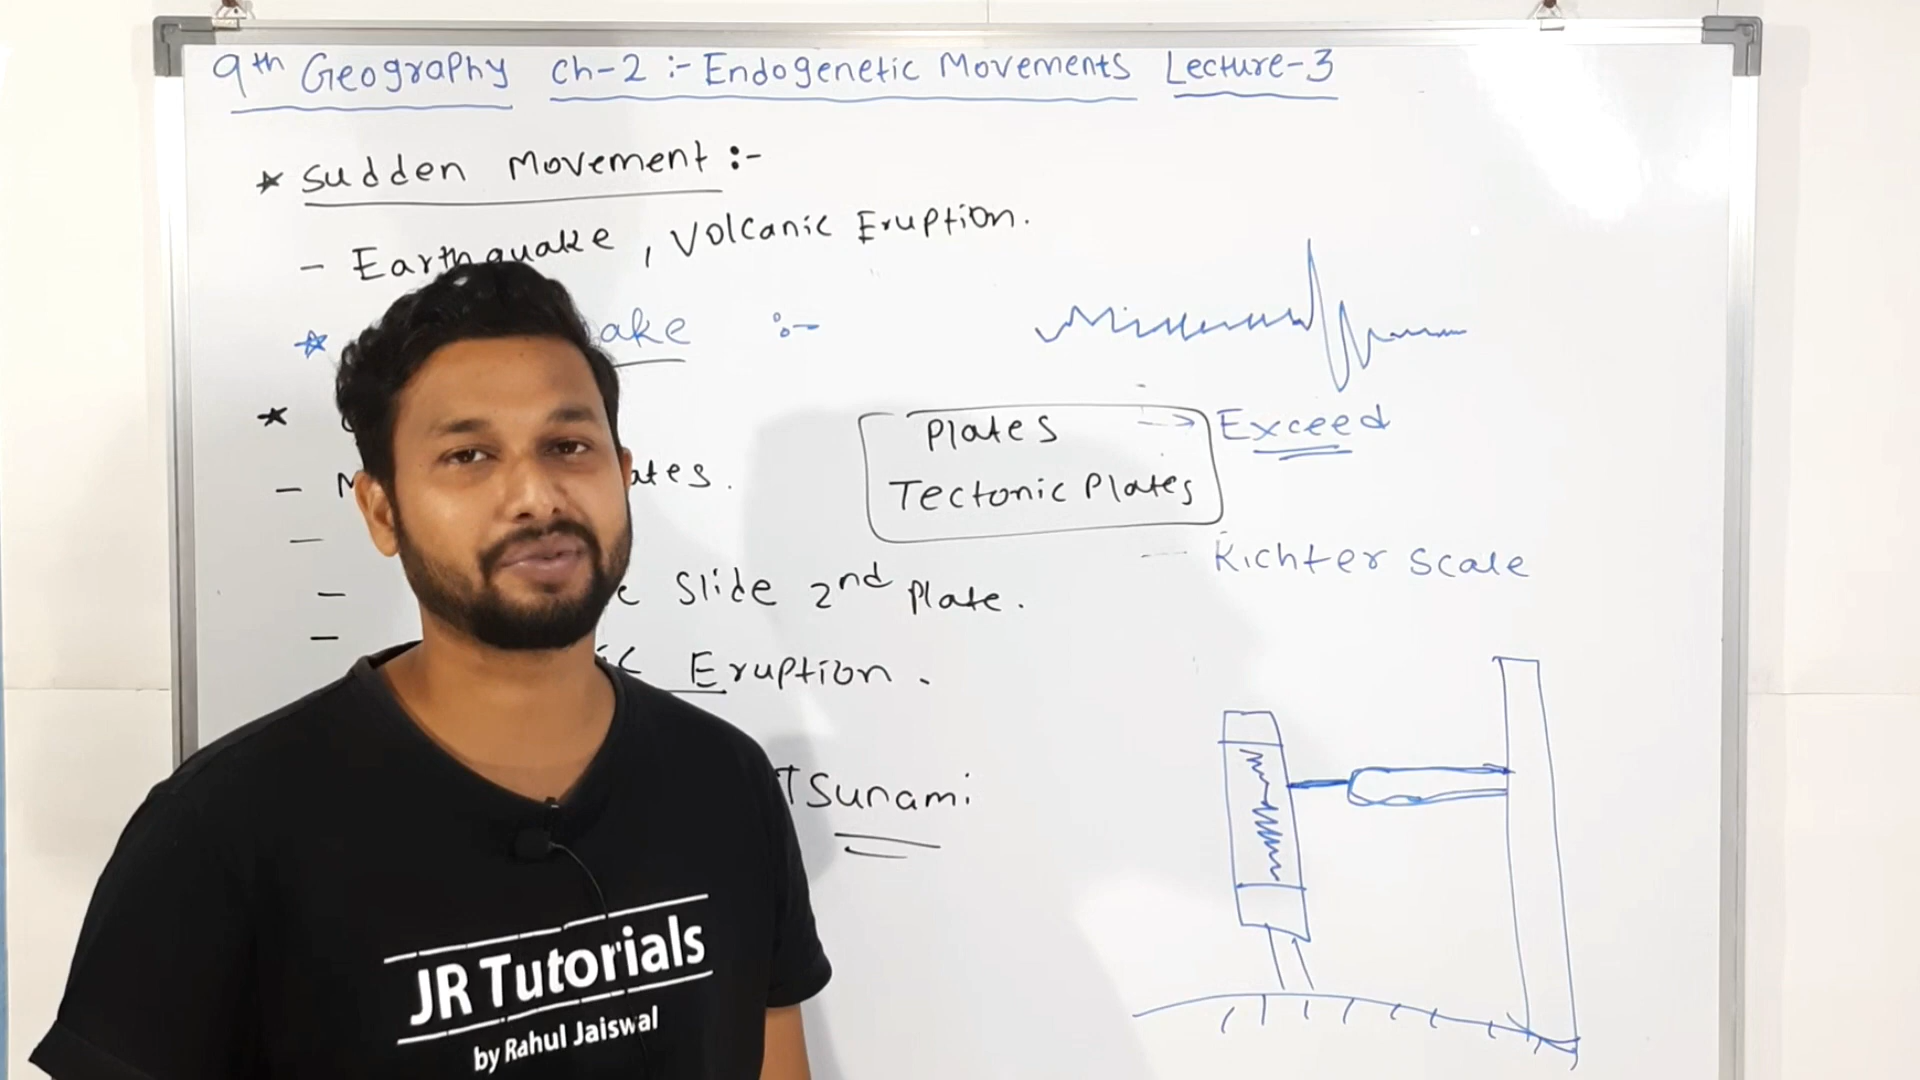 9th Geography Ch-2 :- Endogenetic Movements Lecture-3
★ Sudden Movement :-
- Earthquake , Volcanic Eruption.
★ ake :-
★
- M ates.
-
- e Slide 2nd Plate.
- ic Eruption.
Tsunami
Plates
Tectonic Plates
→ Exceed
Richter Scale
JR Tutorials
by Rahul Jaiswal